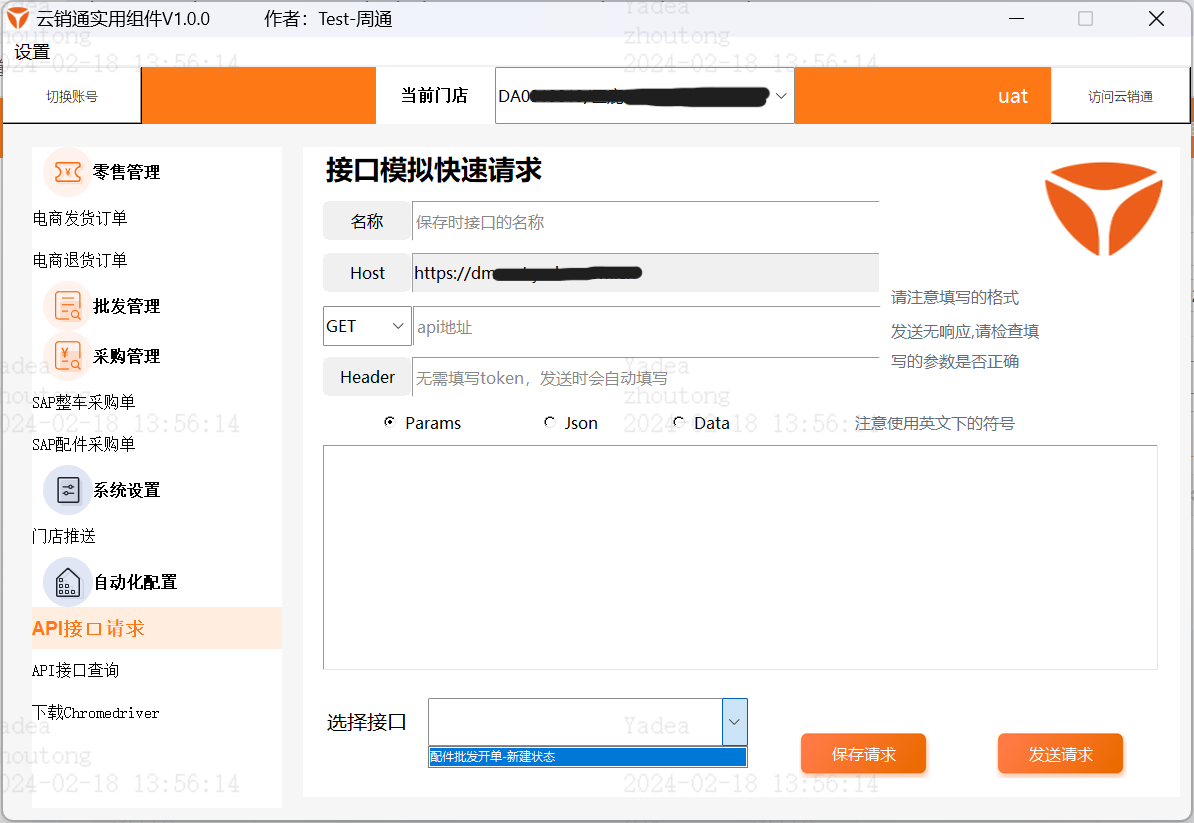 云销通实用组件V1.0.0 作者：Test-周通
设置
切换账号
当前门店
DA0
uat
访问云销通
零售管理
电商发货订单
电商退货订单
批发管理
采购管理
SAP整车采购单
SAP配件采购单
系统设置
门店推送
自动化配置
API接口请求
API接口查询
下载Chromedriver
接口模拟快速请求
名称 保存时接口的名称
Host https://dm
GET api地址
Header 无需填写token，发送时会自动填写
请注意填写的格式
发送无响应,请检查填
写的参数是否正确
Params Json Data 注意使用英文下的符号
选择接口
配件批发开单-新建状态
保存请求 发送请求
Yadea
zhoutong
2024-02-18 13:56:14